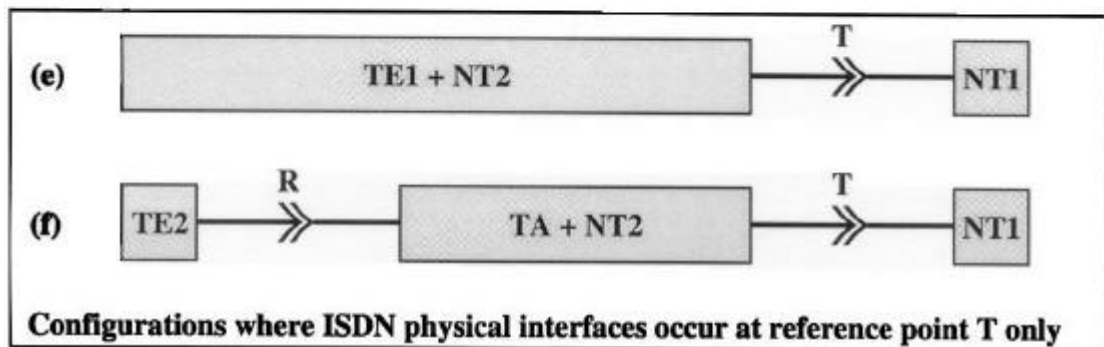 T
(e) TE1 + NT2 NT1
R T
(f) TE2 TA + NT2 NT1
Configurations where ISDN physical interfaces occur at reference point T only